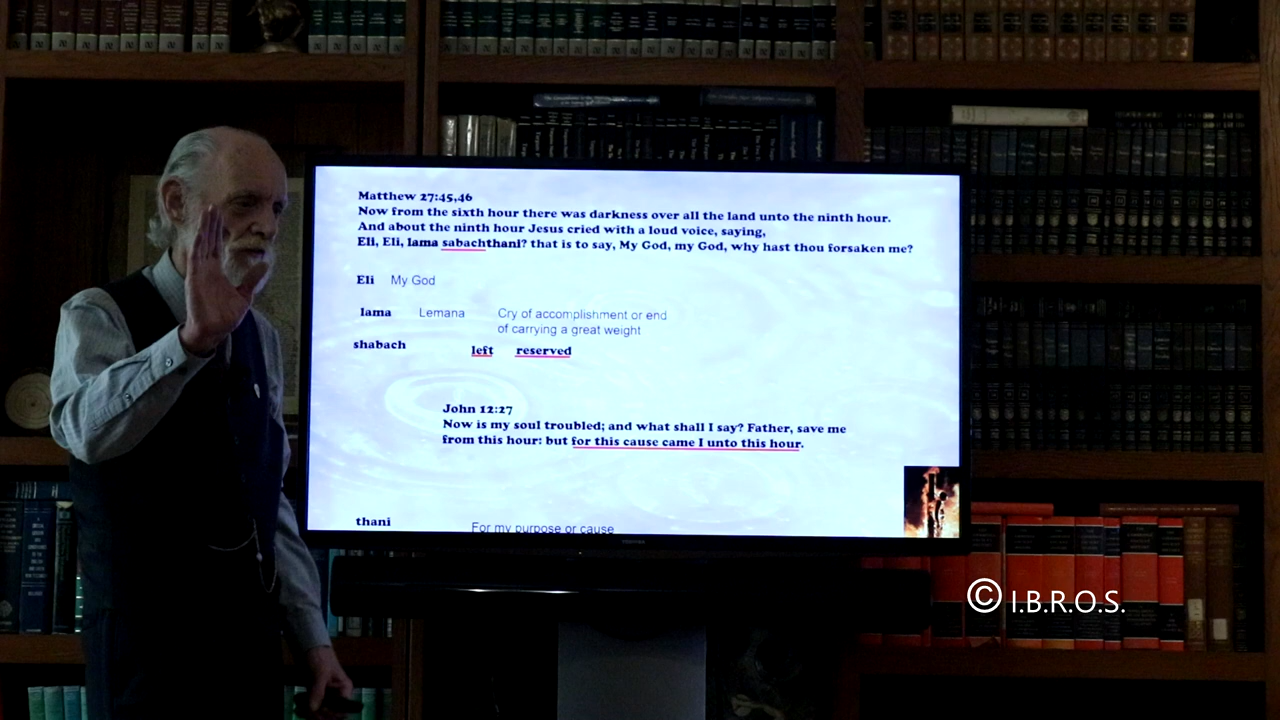 Matthew 27:45,46
Now from the sixth hour there was darkness over all the land unto the ninth hour.
And about the ninth hour Jesus cried with a loud voice, saying,
Eli, Eli, lama sabachthani? that is to say, My God, my God, why hast thou forsaken me?
Eli My God
lama Lemana Cry of accomplishment or end
of carrying a great weight
shabach left reserved
John 12:27
Now is my soul troubled; and what shall I say? Father, save me
from this hour: but for this cause came I unto this hour.
thani For my purpose or cause
© I.B.R.O.S.